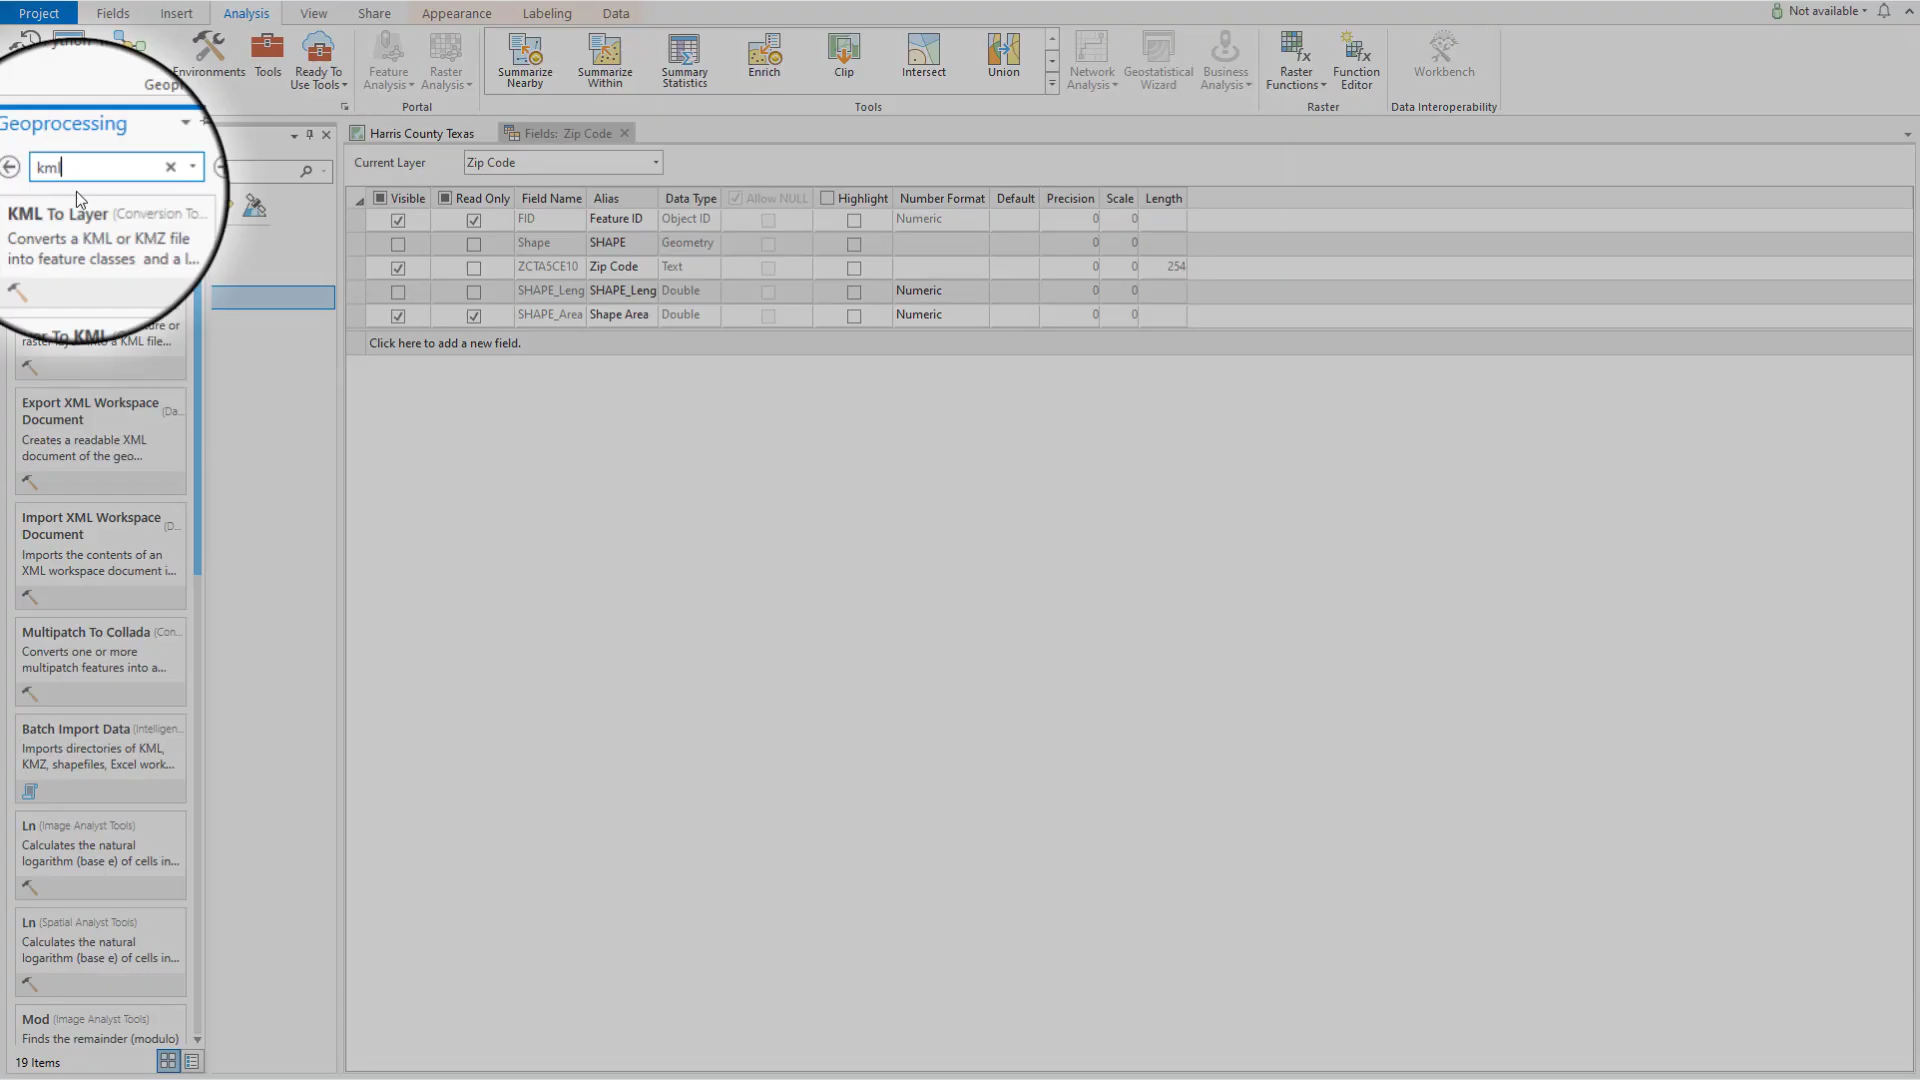 Project Fields Insert Analysis View Share Appearance Labeling Data Not available
Environments Tools Ready To Use Tools Feature Analysis Raster Analysis Summarize Nearby Summarize Within Summary Statistics Enrich Clip Intersect Union Network Analysis Geostatistical Wizard Business Analysis Raster Functions Function Editor Workbench
Portal Tools Raster Data Interoperability
Geoprocessing
Harris County Texas Fields: Zip Code
kml
Current Layer Zip Code
Visible Read Only Field Name Alias Data Type Allow NULL Highlight Number Format Default Precision Scale Length
FID Feature ID Object ID Numeric 0 0
Shape SHAPE Geometry 0 0
ZCTA5CE10 Zip Code Text 0 0 254
SHAPE_Leng SHAPE_Leng Double Numeric 0 0
SHAPE_Area Shape Area Double Numeric 0 0
Click here to add a new field.
KML To Layer (Conversion To...
Converts a KML or KMZ file
into feature classes and a l...
To KML
raster KML file...
Export XML Workspace
Document (Da...
Creates a readable XML
document of the geo...
Import XML Workspace
Document (D...
Imports the contents of an
XML workspace document i...
Multipatch To Collada (Con...
Converts one or more
multipatch features into a...
Batch Import Data (Intelligen...
Imports directories of KML,
KMZ, shapefiles, Excel work...
Ln (Image Analyst Tools)
Calculates the natural
logarithm (base e) of cells in...
Ln (Spatial Analyst Tools)
Calculates the natural
logarithm (base e) of cells in...
Mod (Image Analyst Tools)
Finds the remainder (modulo)
19 Items